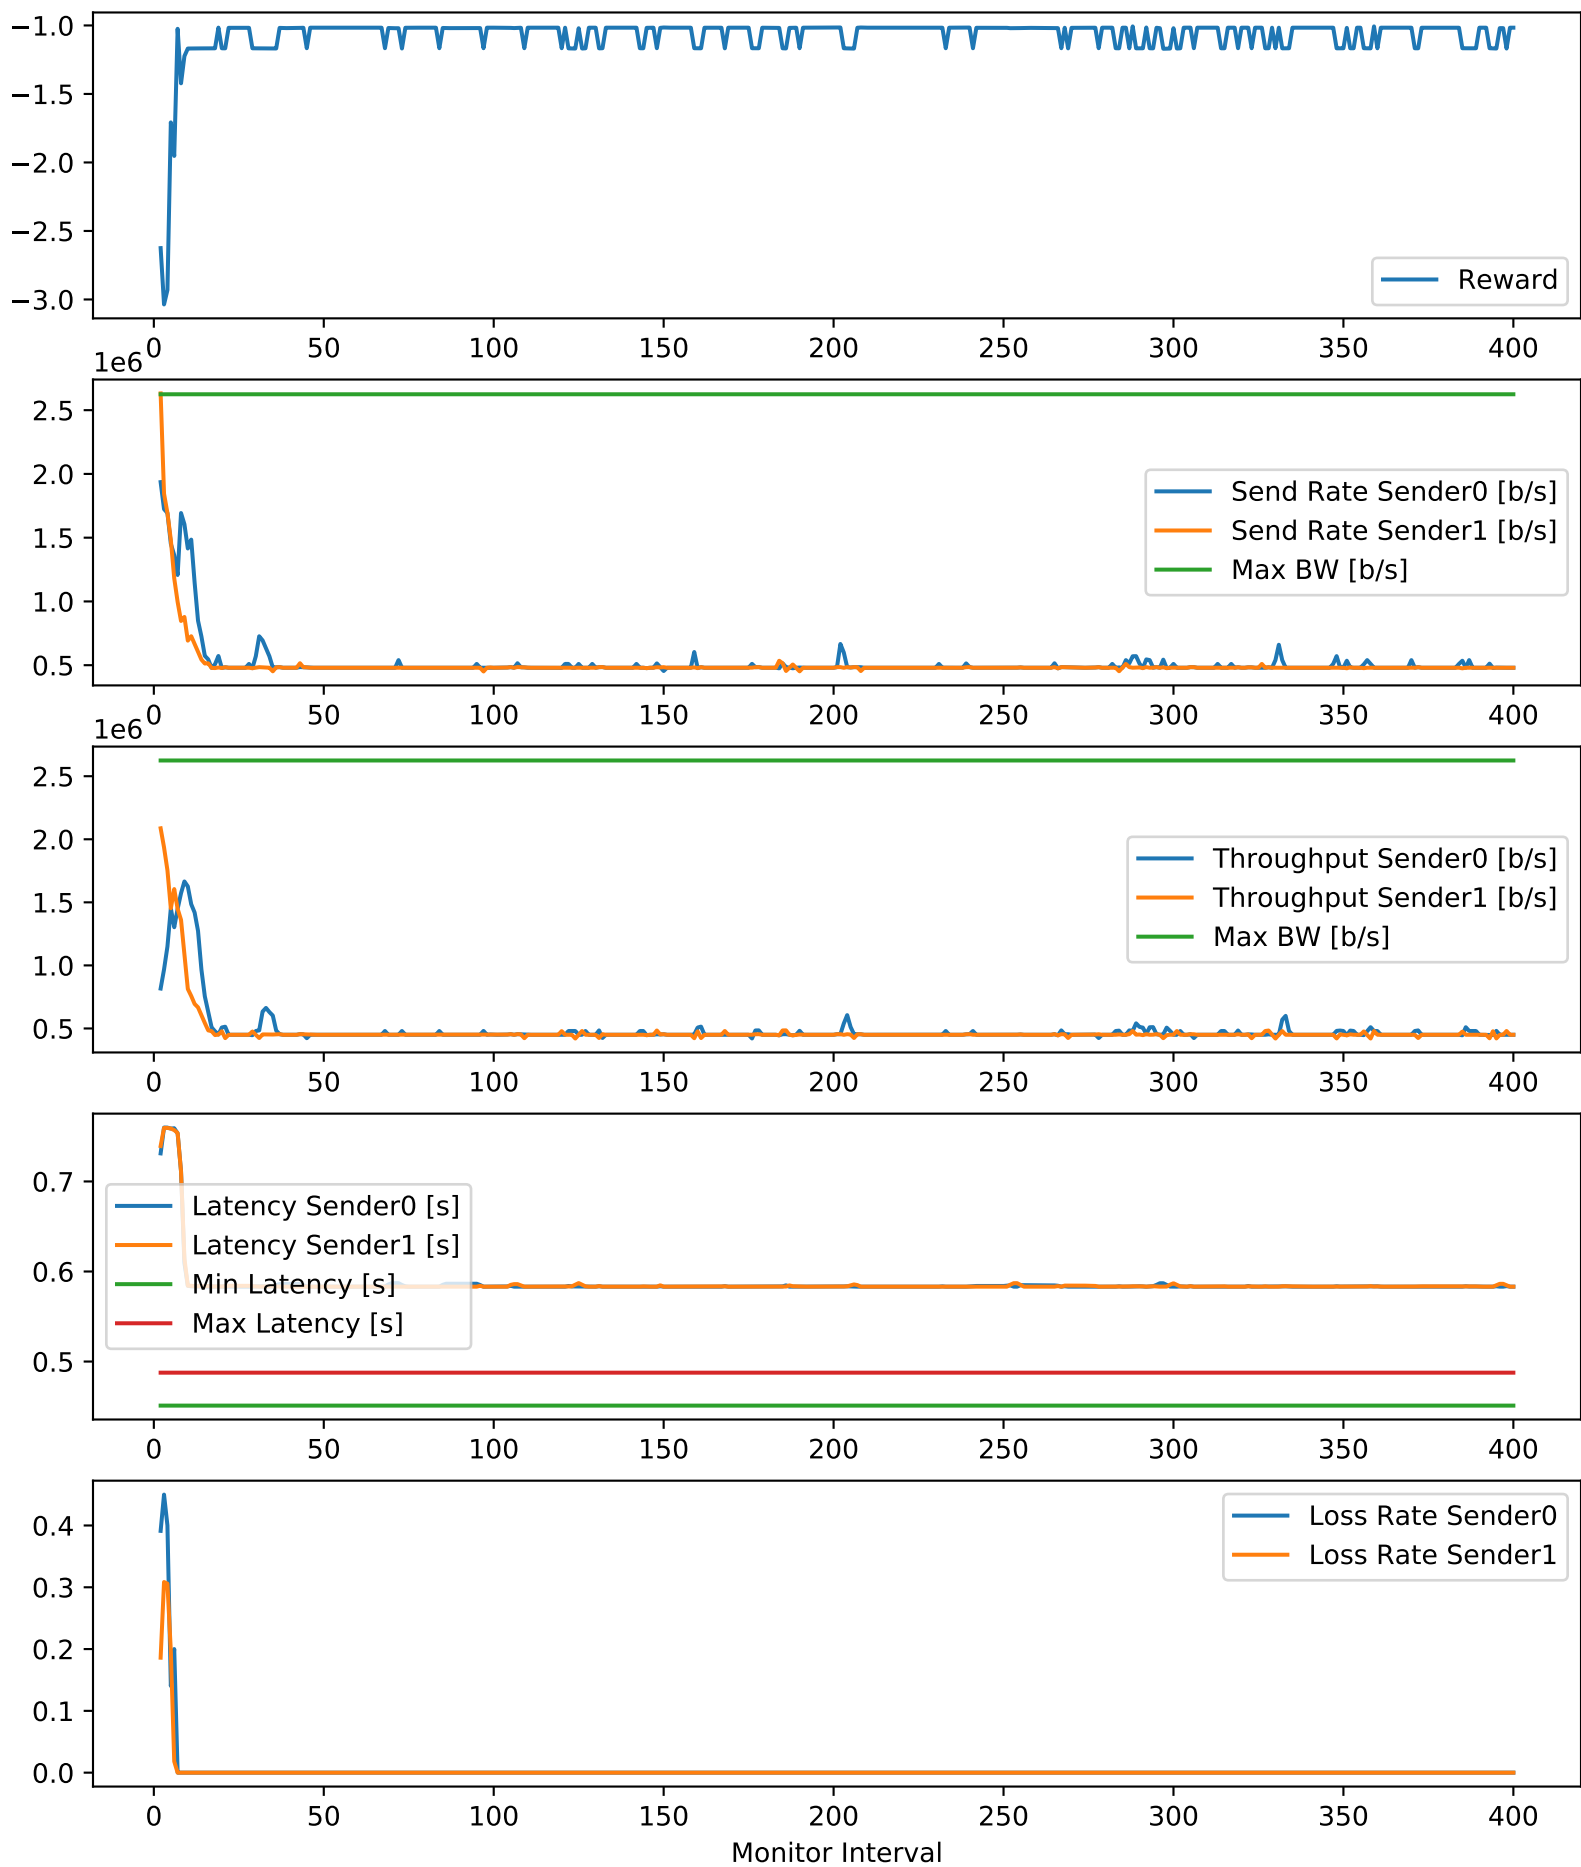 −1.0
−1.5
−2.0
−2.5
−3.0
Reward
0 50 100 150 200 250 300 350 400
1e6
2.5
2.0
1.5
1.0
0.5
Send Rate Sender0 [b/s]
Send Rate Sender1 [b/s]
Max BW [b/s]
0 50 100 150 200 250 300 350 400
1e6
2.5
2.0
1.5
1.0
0.5
Throughput Sender0 [b/s]
Throughput Sender1 [b/s]
Max BW [b/s]
0 50 100 150 200 250 300 350 400
0.7
0.6
0.5
Latency Sender0 [s]
Latency Sender1 [s]
Min Latency [s]
Max Latency [s]
0 50 100 150 200 250 300 350 400
0.4
0.3
0.2
0.1
0.0
Loss Rate Sender0
Loss Rate Sender1
0 50 100 150 200 250 300 350 400
Monitor Interval